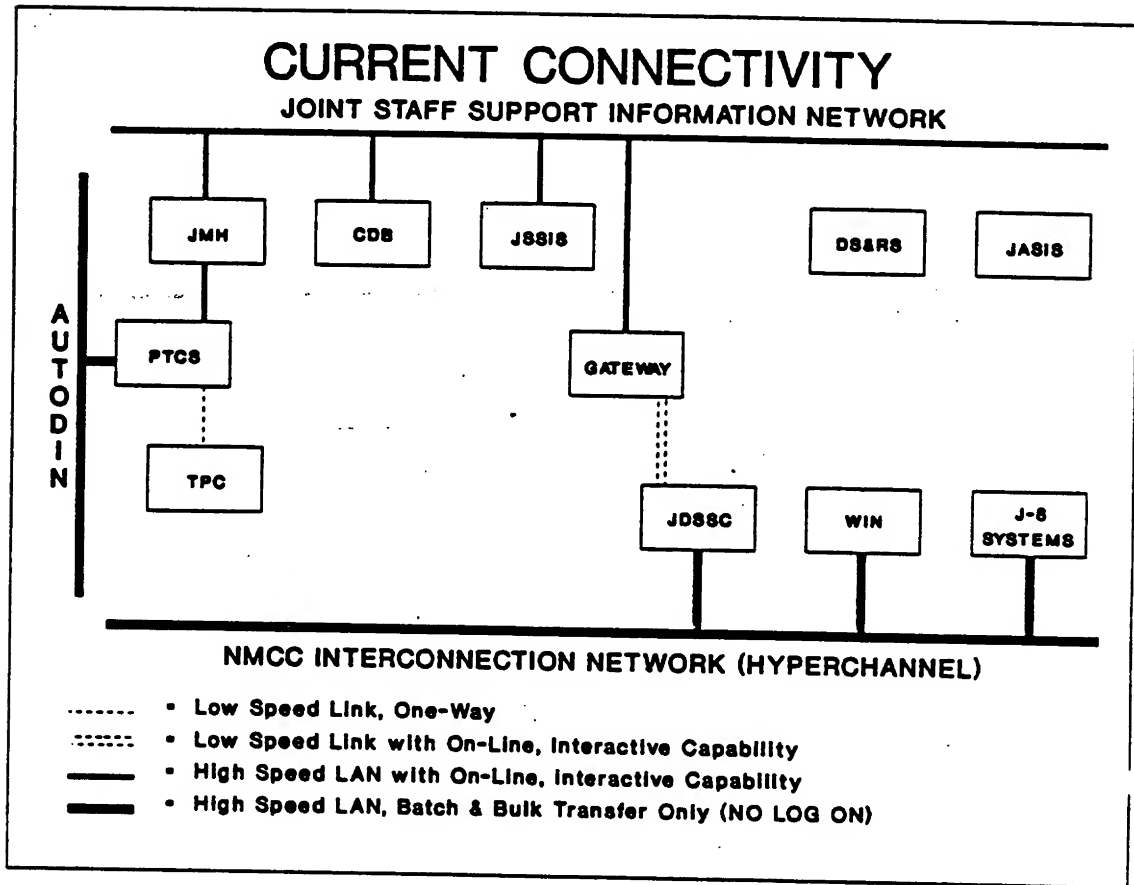 CURRENT CONNECTIVITY
JOINT STAFF SUPPORT INFORMATION NETWORK
JMH
CDB
JSSIS
DS&RS
JASIS
AUTODIN
PTCS
GATEWAY
TPC
JDSSC
WIN
J-8
SYSTEMS
NMCC INTERCONNECTION NETWORK (HYPERCHANNEL)
= Low Speed Link, One-Way
= Low Speed Link with On-Line, Interactive Capability
= High Speed LAN with On-Line, Interactive Capability
= High Speed LAN, Batch & Bulk Transfer Only (NO LOG ON)